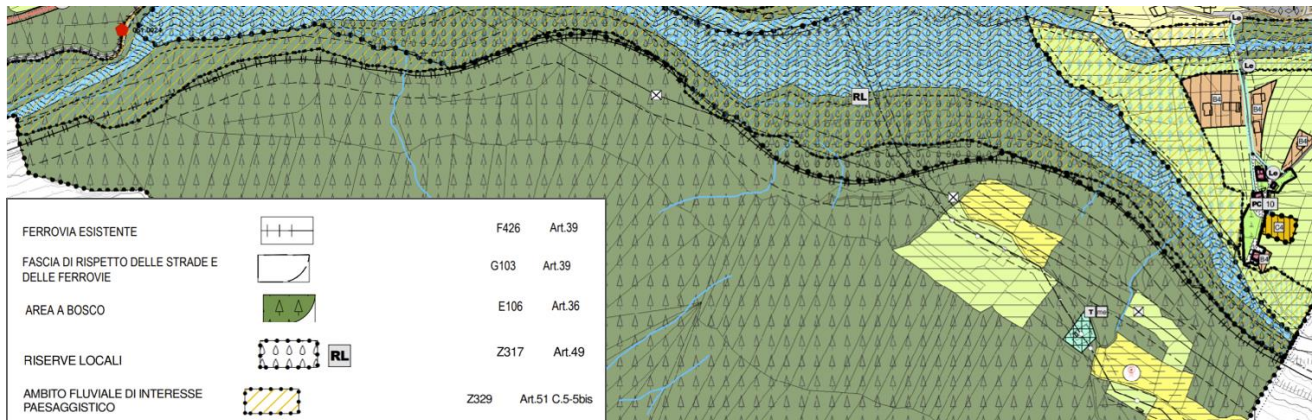 Le
Le
RL
B4
B4
B4
Le
PC 10
B4
T
FERROVIA ESISTENTE F426 Art.39
FASCIA DI RISPETTO DELLE STRADE E
DELLE FERROVIE G103 Art.39
AREA A BOSCO E106 Art.36
RISERVE LOCALI RL Z317 Art.49
AMBITO FLUVIALE DI INTERESSE
PAESAGGISTICO Z329 Art.51 C.5-5bis